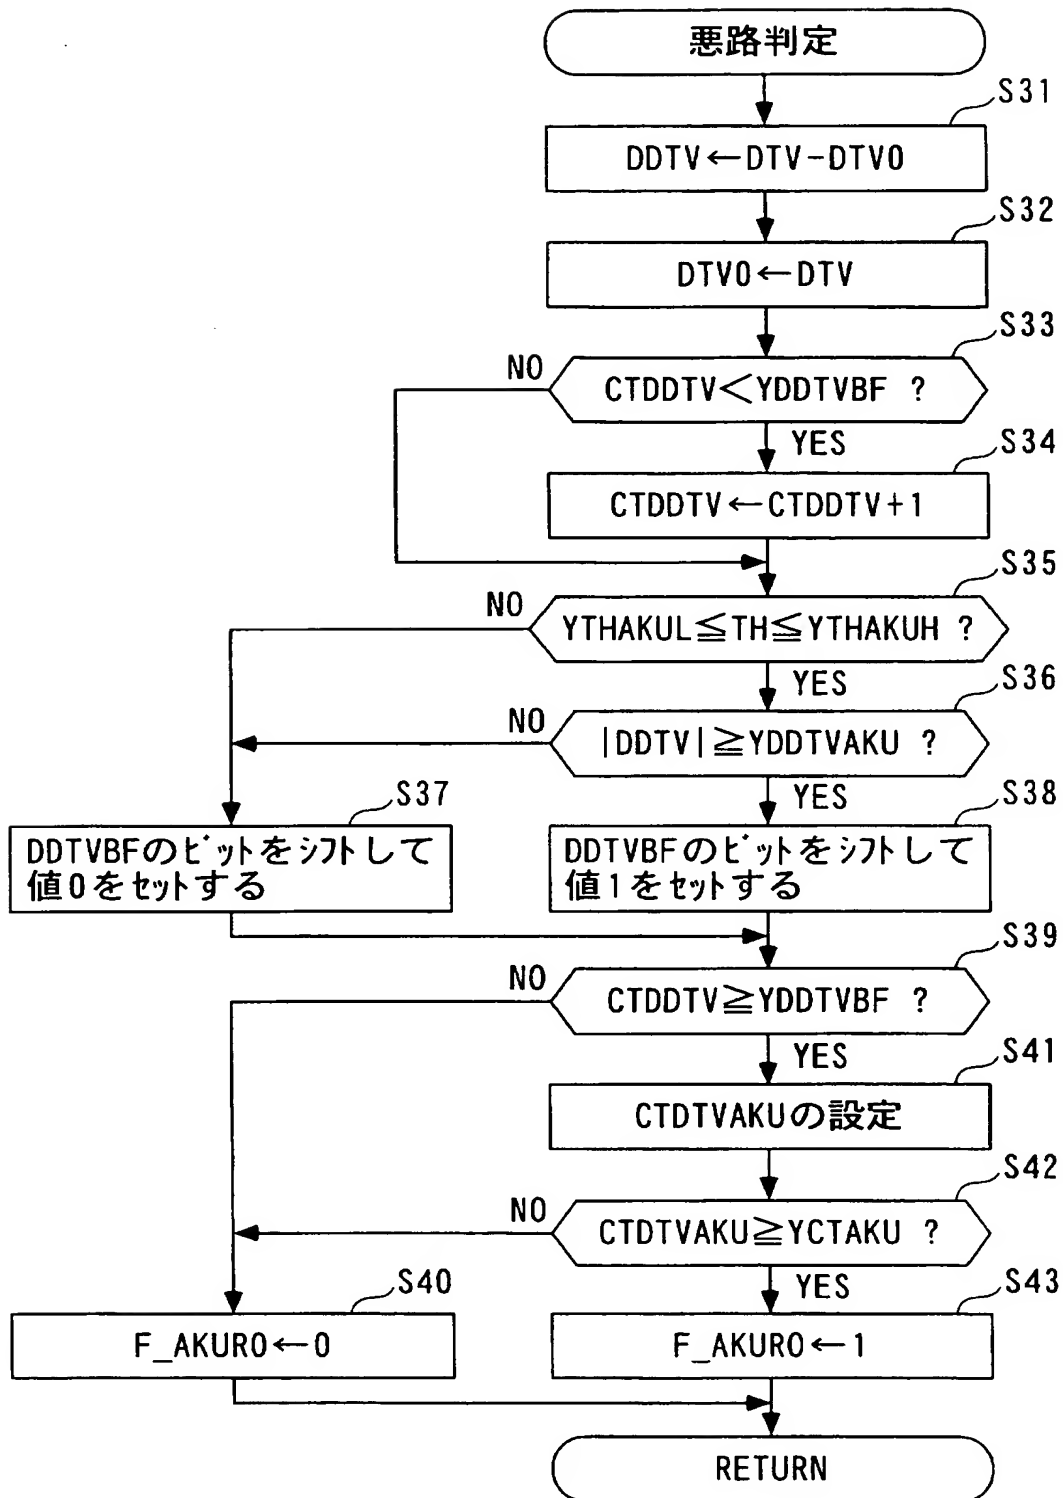 悪路判定
S31
DDTV←DTV-DTV0
S32
DTV0←DTV
S33
NO
CTDDTV<YDDTVBF ?
YES
S34
CTDDTV←CTDDTV+1
S35
NO
YTHAKUL≦TH≦YTHAKUH ?
YES
S36
NO
|DDTV|≧YDDTVAKU ?
YES
S37
DDTVBFのビットをシフトして
値0をセットする
S38
DDTVBFのビットをシフトして
値1をセットする
S39
NO
CTDDTV≧YDDTVBF ?
YES
S41
CTDTVAKUの設定
S42
NO
CTDTVAKU≧YCTAKU ?
YES
S40
F_AKURO←0
S43
F_AKURO←1
RETURN